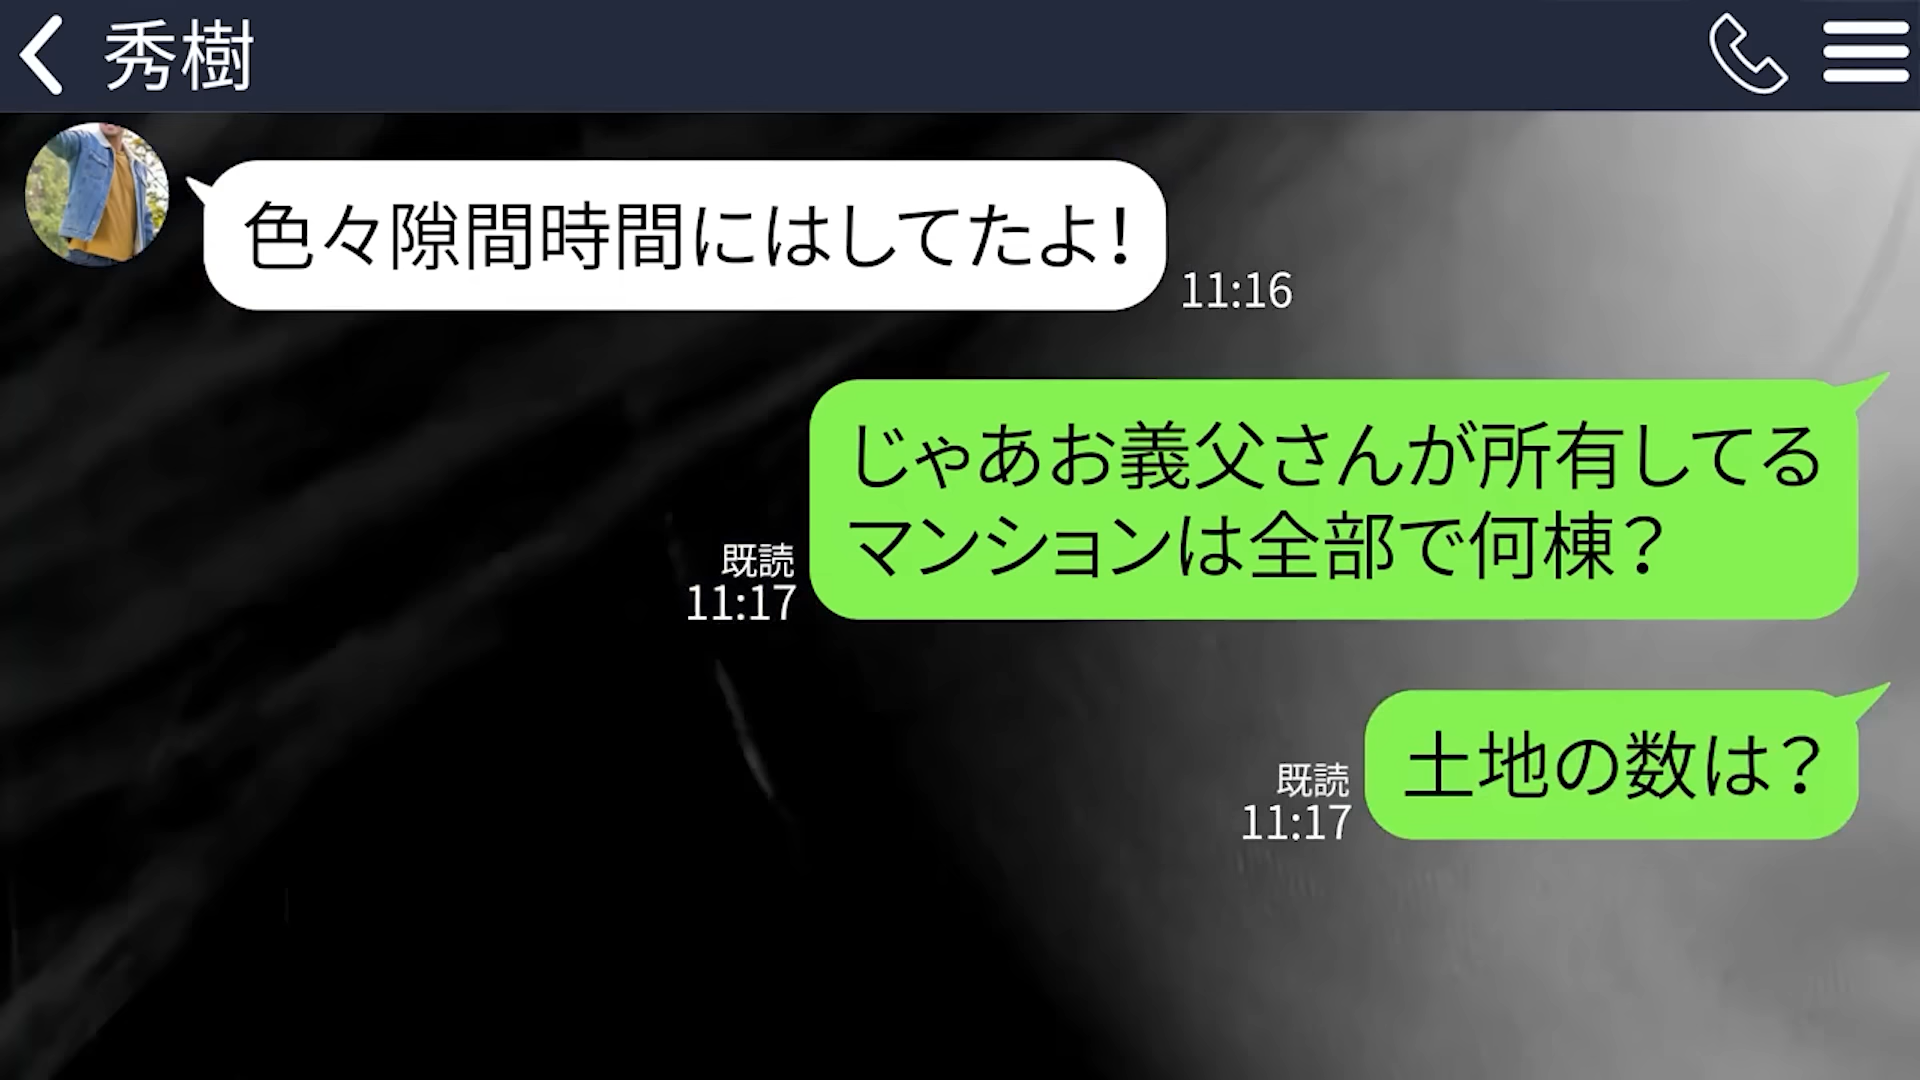 秀樹
色々隙間時間にはしてたよ！
11:16
じゃあお義父さんが所有してる
マンションは全部で何棟？
既読
11:17
土地の数は？
既読
11:17